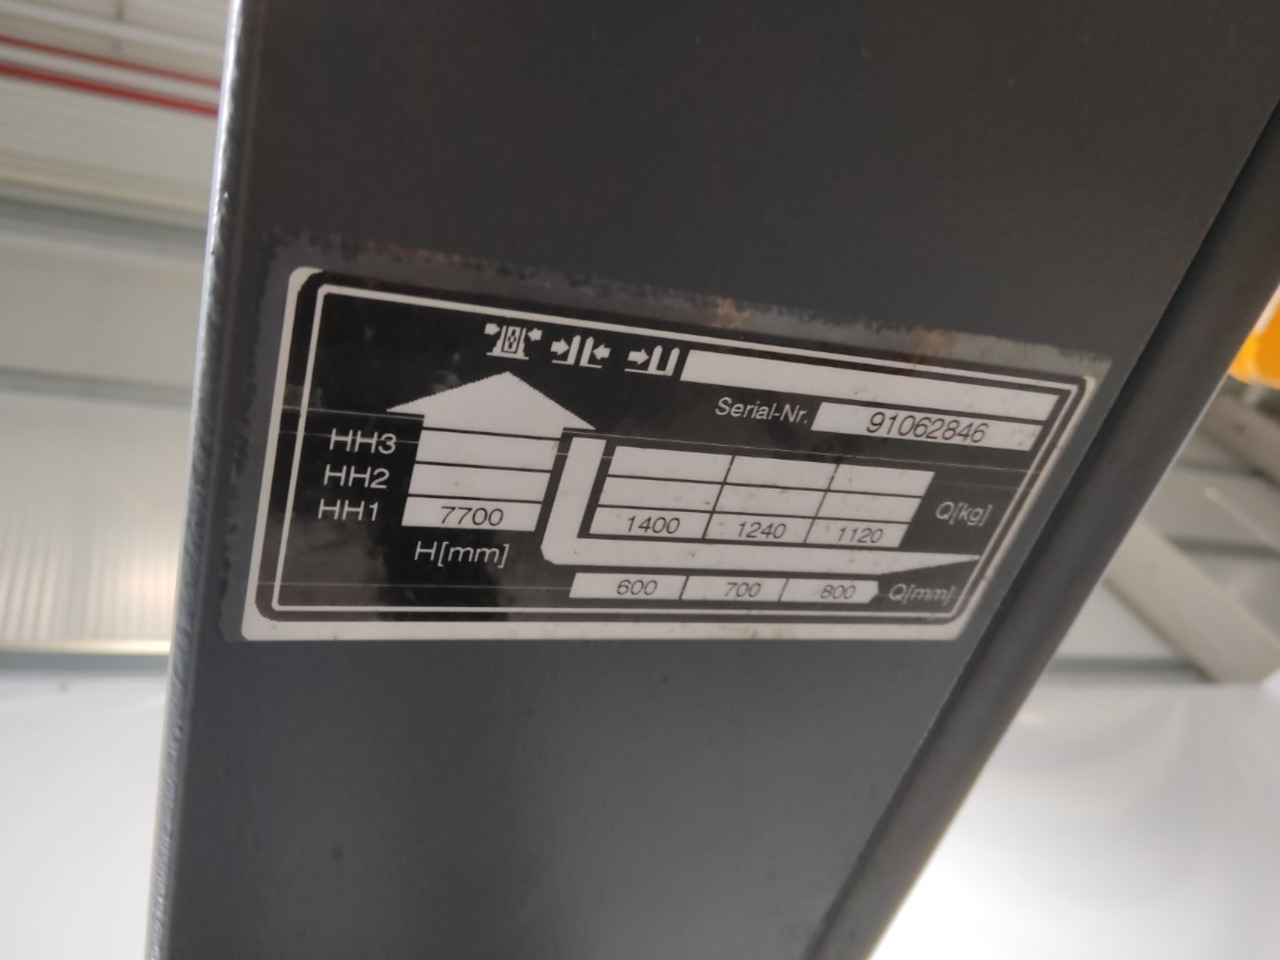 Serial-Nr. 91062846
HH3
HH2
HH1 7700 1400 1240 1120 Q[kg]
H[mm]
600 700 800 Q[mm]